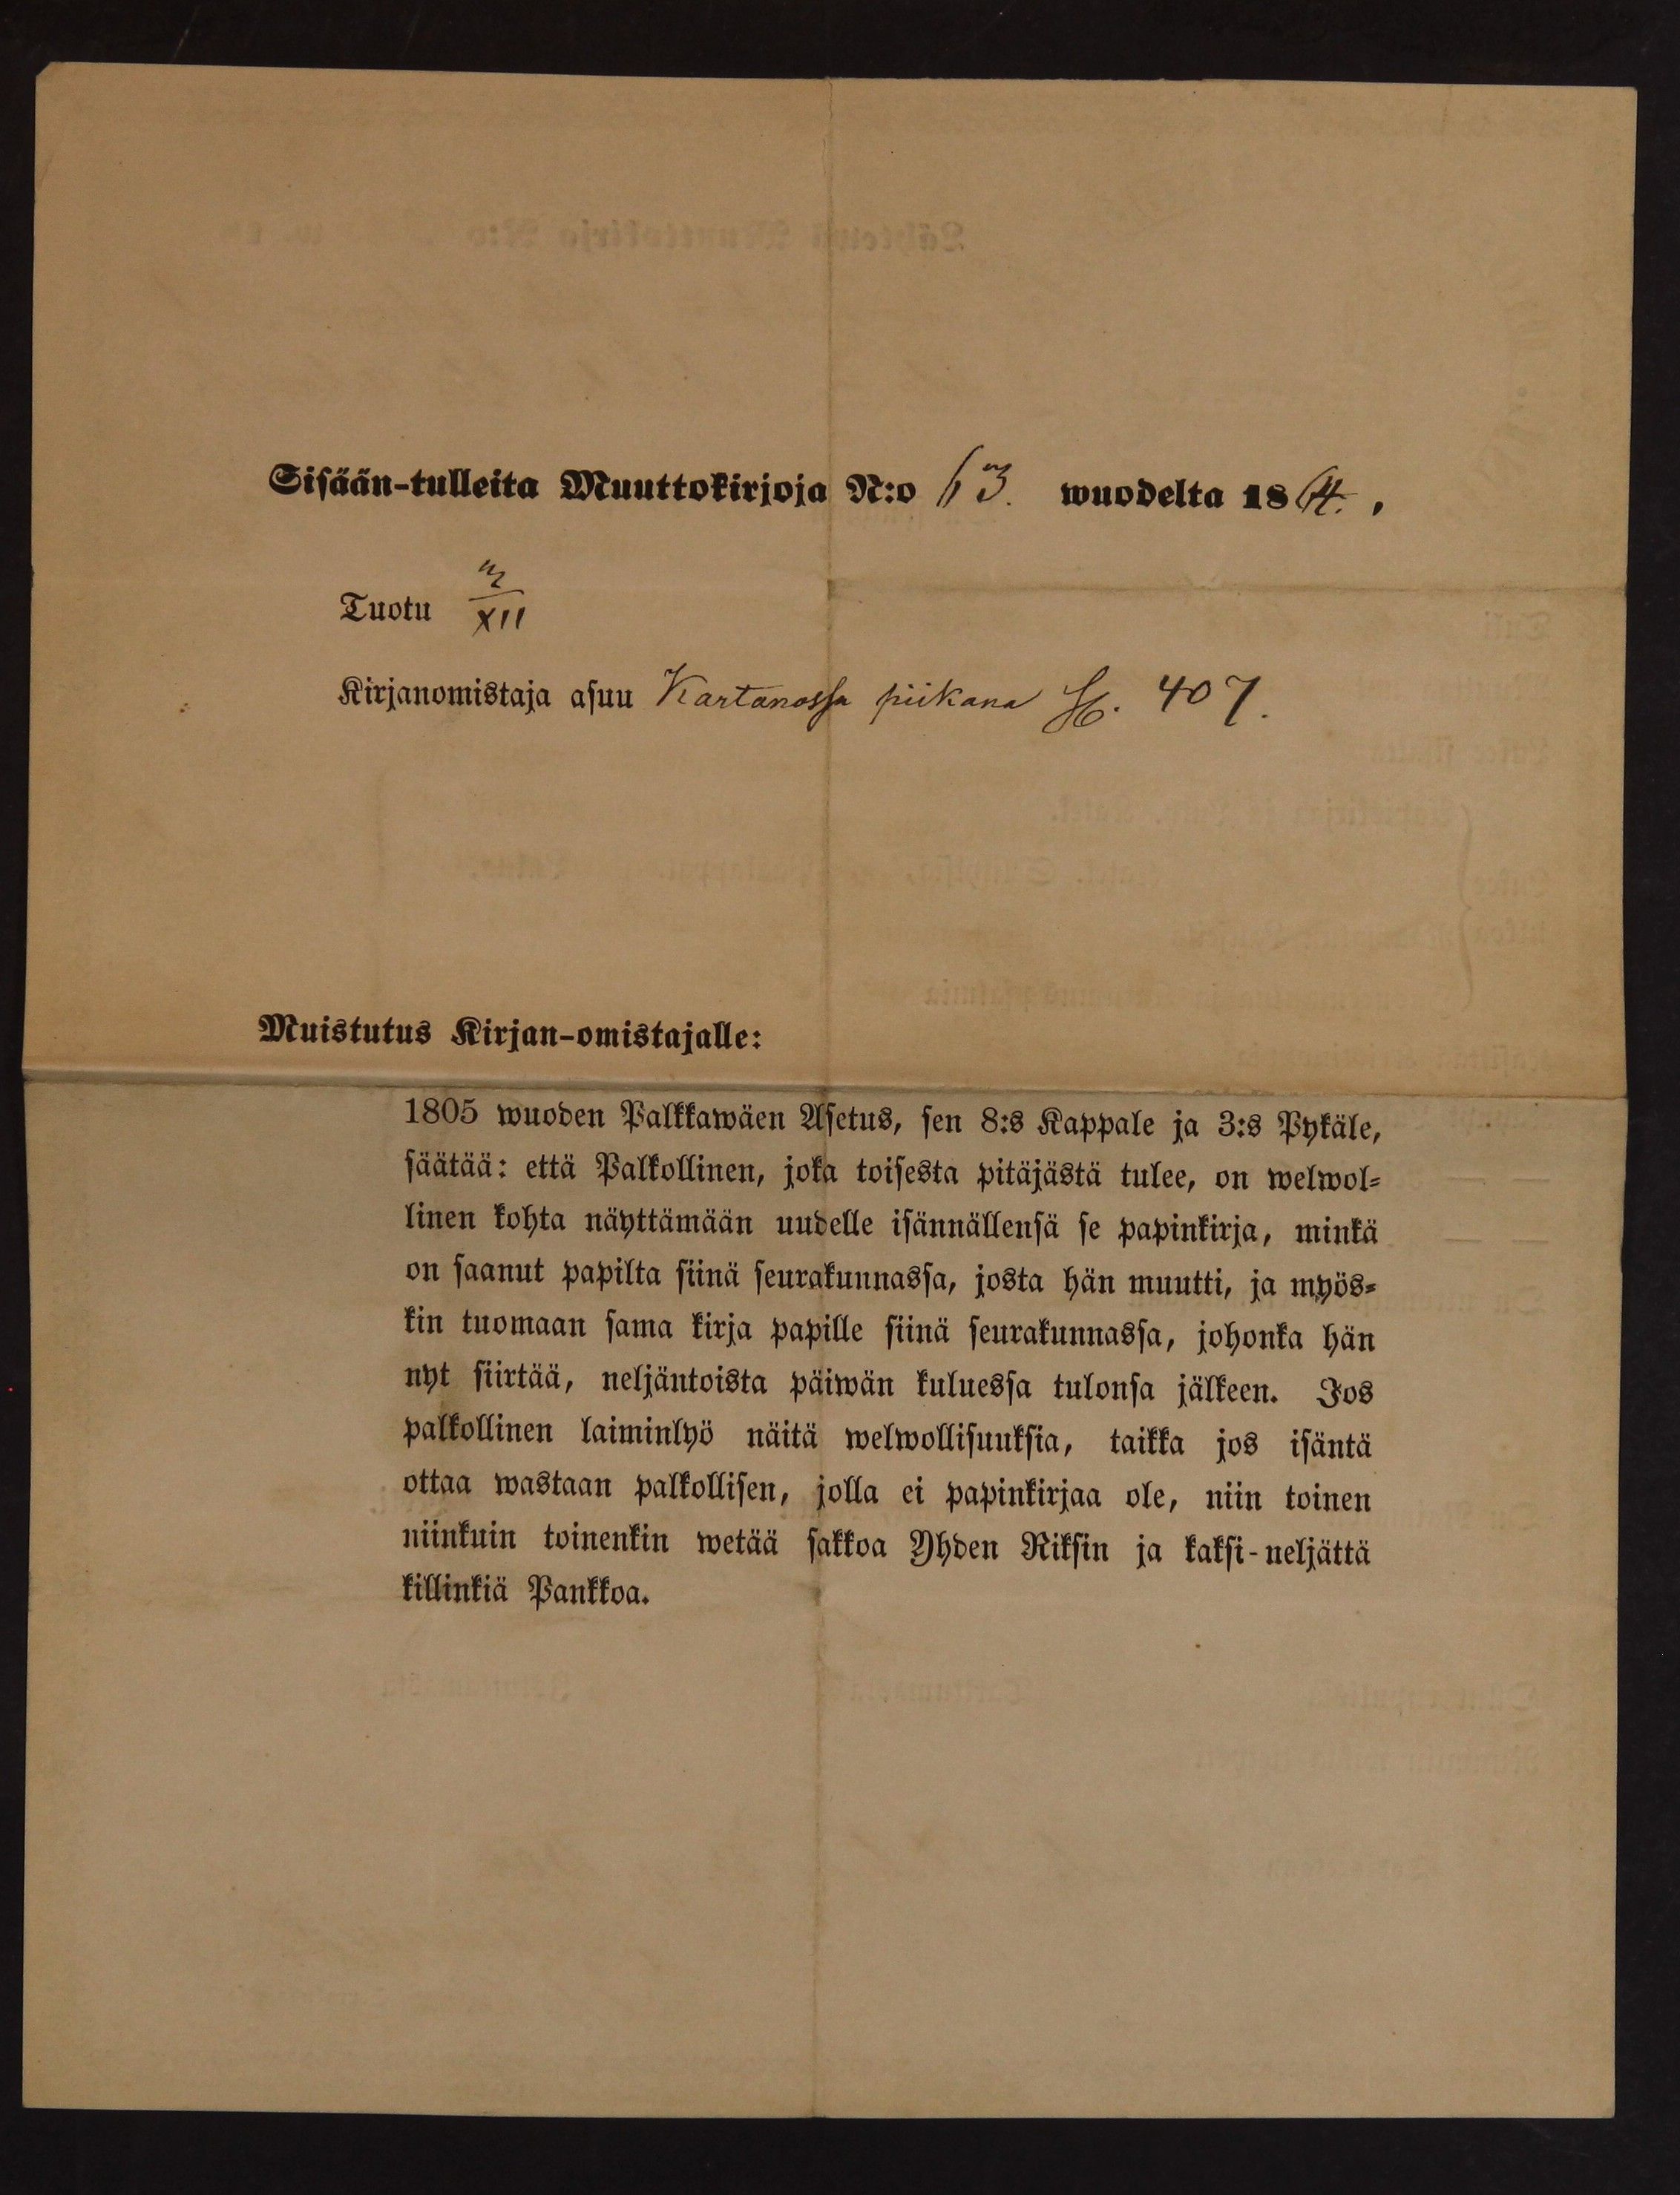 Sisään-tulleita Muuttokirjoja N:o 63. wuodelta 1864.,
Tuotu XII
Kirjanomistaja asuu Kartanossa piikana 407.
Muistutus Kirjan-omistajalle:
1805 wuoden Palkkawäen Asetus, sen 8:s Kappale ja 3:s Pykäle,
säätää: että Palkollinen, joka toisesta pitäjästä tulee, on welwol-
linen kohta näyttämään uudelle isännällensä se papinkirja, minkä
on saanut papilta siinä seurakunnassa, josta hän muutti, ja myös-
kin tuomaan sama kirja papille siinä seurakunnassa, johonka hän
nyt siirtää, neljäntoista päiwän kuluessa tulonsa jälkeen. Jos
palkollinen laiminlyö näitä welwollisuuksia, taikka jos isäntä
ottaa wastaan palkollisen, jolla ei papinkirjaa ole, niin toinen
niinkuin toinenkin wetää sakkoa Yhden Riksin ja kaksi-neljättä
killinkiä Pankkoa.